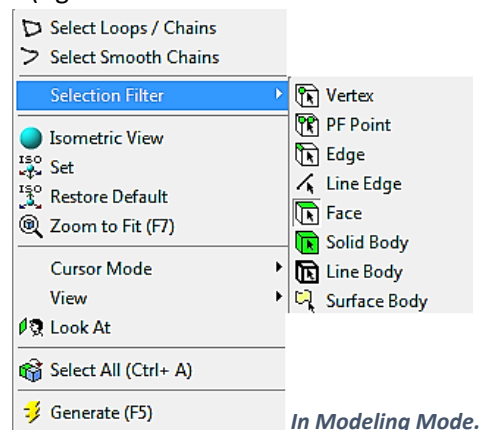 Select Loops / Chains
Select Smooth Chains
Selection Filter
Isometric View
ISO Set
ISO Restore Default
Zoom to Fit (F7)
Cursor Mode
View
Look At
Select All (Ctrl+ A)
Generate (F5)
Vertex
PF Point
Edge
Line Edge
Face
Solid Body
Line Body
Surface Body
In Modeling Mode.